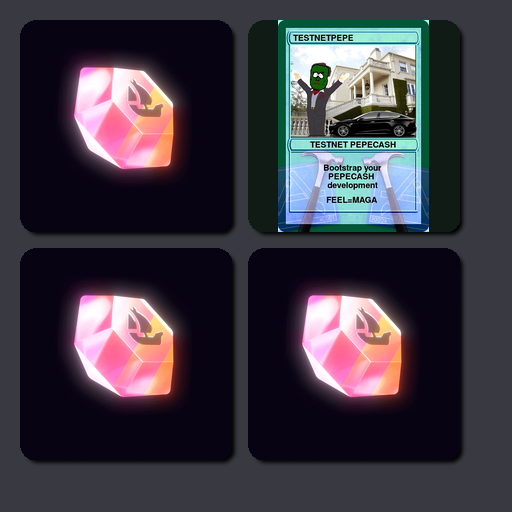 TESTNETPEPE
TESTNET PEPECASH
Bootstrap your
PEPECASH
development
FEEL=MAGA